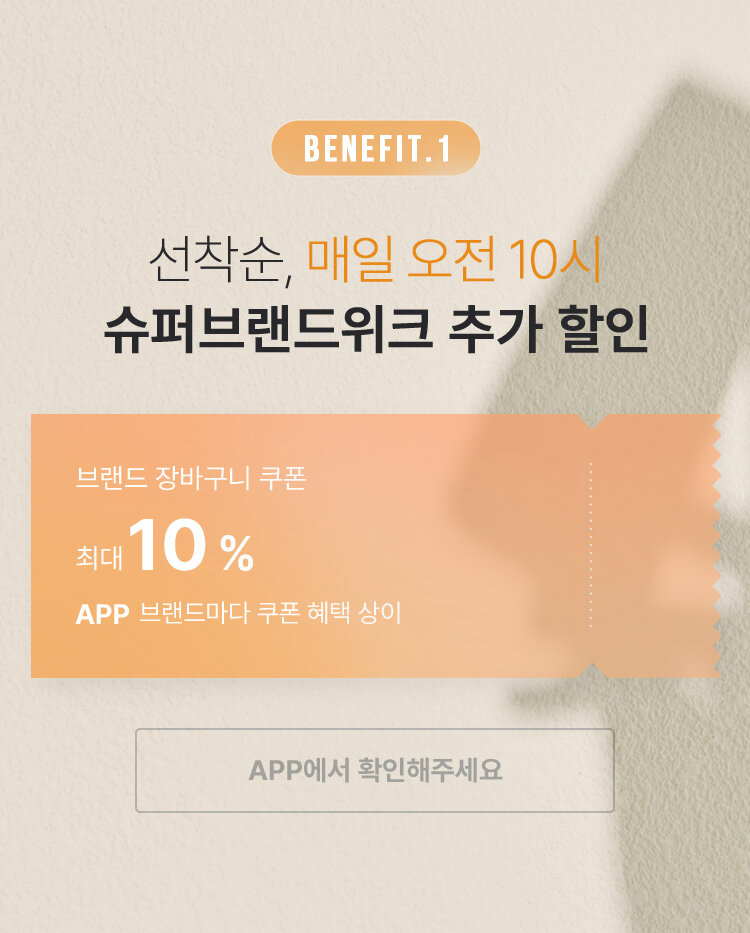 BENEFIT.1
선착순, 매일 오전 10시
슈퍼브랜드위크 추가 할인
브랜드 장바구니 쿠폰
최대 10 %
APP 브랜드마다 쿠폰 혜택 상이
APP에서 확인해주세요